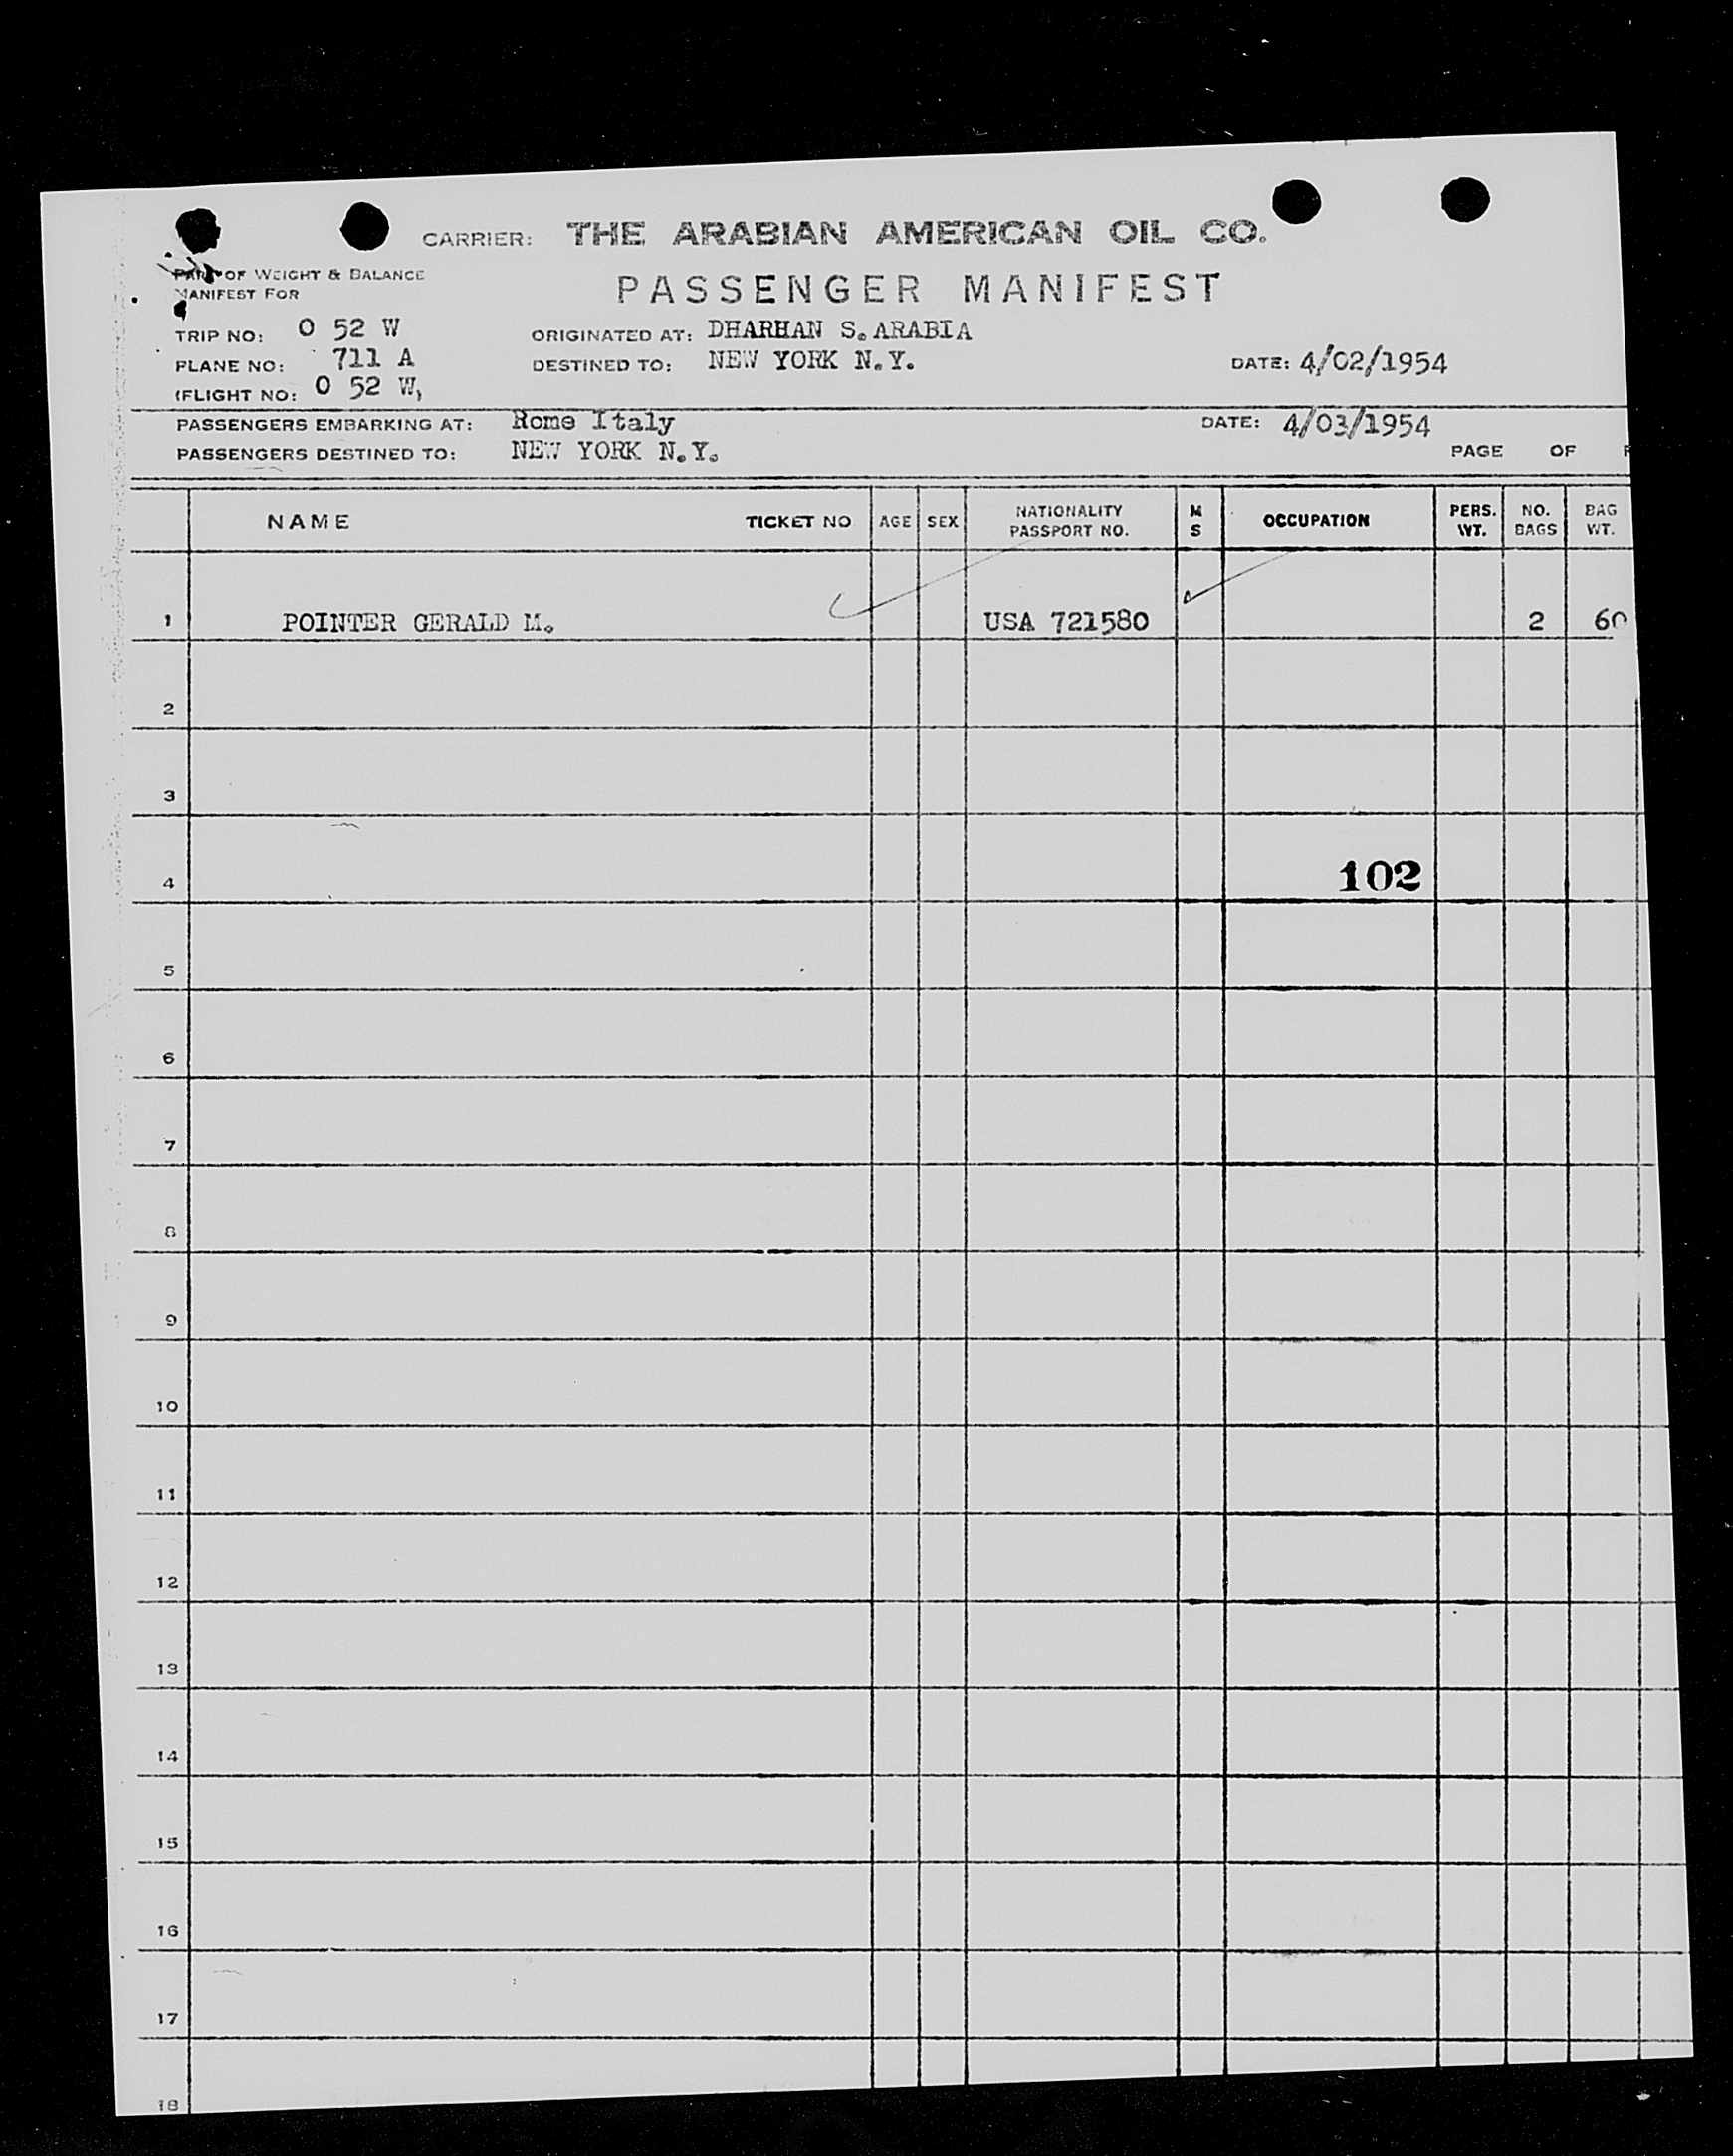 CARRIER: THE ARABIAN AMERICAN OIL CO.
PART OF WEIGHT & BALANCE
MANIFEST FOR
PASSENGER MANIFEST
TRIP NO: O 52 W
ORIGINATED AT: DHARHAN S.ARABIA
PLANE NO: 711 A
DESTINED TO: NEW YORK N.Y.
DATE: 4/02/1954
(FLIGHT NO: O 52 W,
PASSENGERS EMBARKING AT: Rome Italy
DATE: 4/03/1954
PASSENGERS DESTINED TO: NEW YORK N.Y.
PAGE OF
NAME TICKET NO AGE SEX NATIONALITY PASSPORT NO. M S OCCUPATION PERS. WT. NO. BAGS BAG WT.
1 POINTER GERALD M. USA 721580 2 60
2
3
4 102
5
6
7
8
9
10
11
12
13
14
15
16
17
18